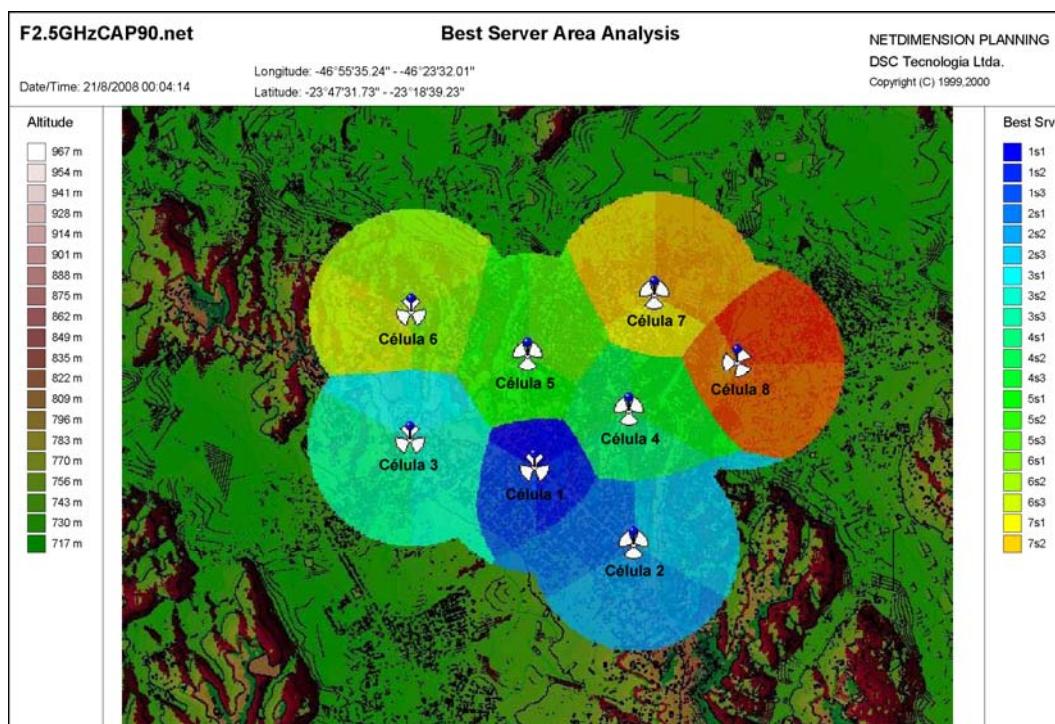 F2.5GHzCAP90.net
Best Server Area Analysis
NETDIMENSION PLANNING
DSC Tecnologia Ltda.
Copyright (C) 1999,2000
Date/Time: 21/8/2008 00:04:14
Longitude: -46°55'35.24" - -46°23'32.01"
Latitude: -23°47'31.73" - -23°18'39.23"
Altitude
967 m
954 m
941 m
928 m
914 m
901 m
888 m
875 m
862 m
849 m
835 m
822 m
809 m
796 m
783 m
770 m
756 m
743 m
730 m
717 m
Célula 6
Célula 7
Célula 5
Célula 8
Célula 4
Célula 3
Célula 1
Célula 2
Best Srv
1s1
1s2
1s3
2s1
2s2
2s3
3s1
3s2
3s3
4s1
4s2
4s3
5s1
5s2
5s3
6s1
6s2
6s3
7s1
7s2